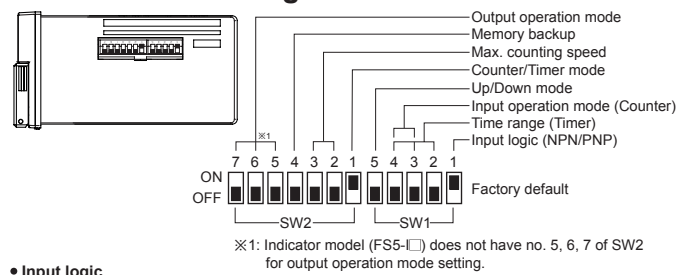 Output operation mode
Memory backup
Max. counting speed
Counter/Timer mode
Up/Down mode
Input operation mode (Counter)
Time range (Timer)
Input logic (NPN/PNP)
※1
7 6 5 4 3 2 1 5 4 3 2 1
ON
OFF
Factory default
SW2 SW1
※1: Indicator model (FS5-I□) does not have no. 5, 6, 7 of SW2
for output operation mode setting.
• Input logic